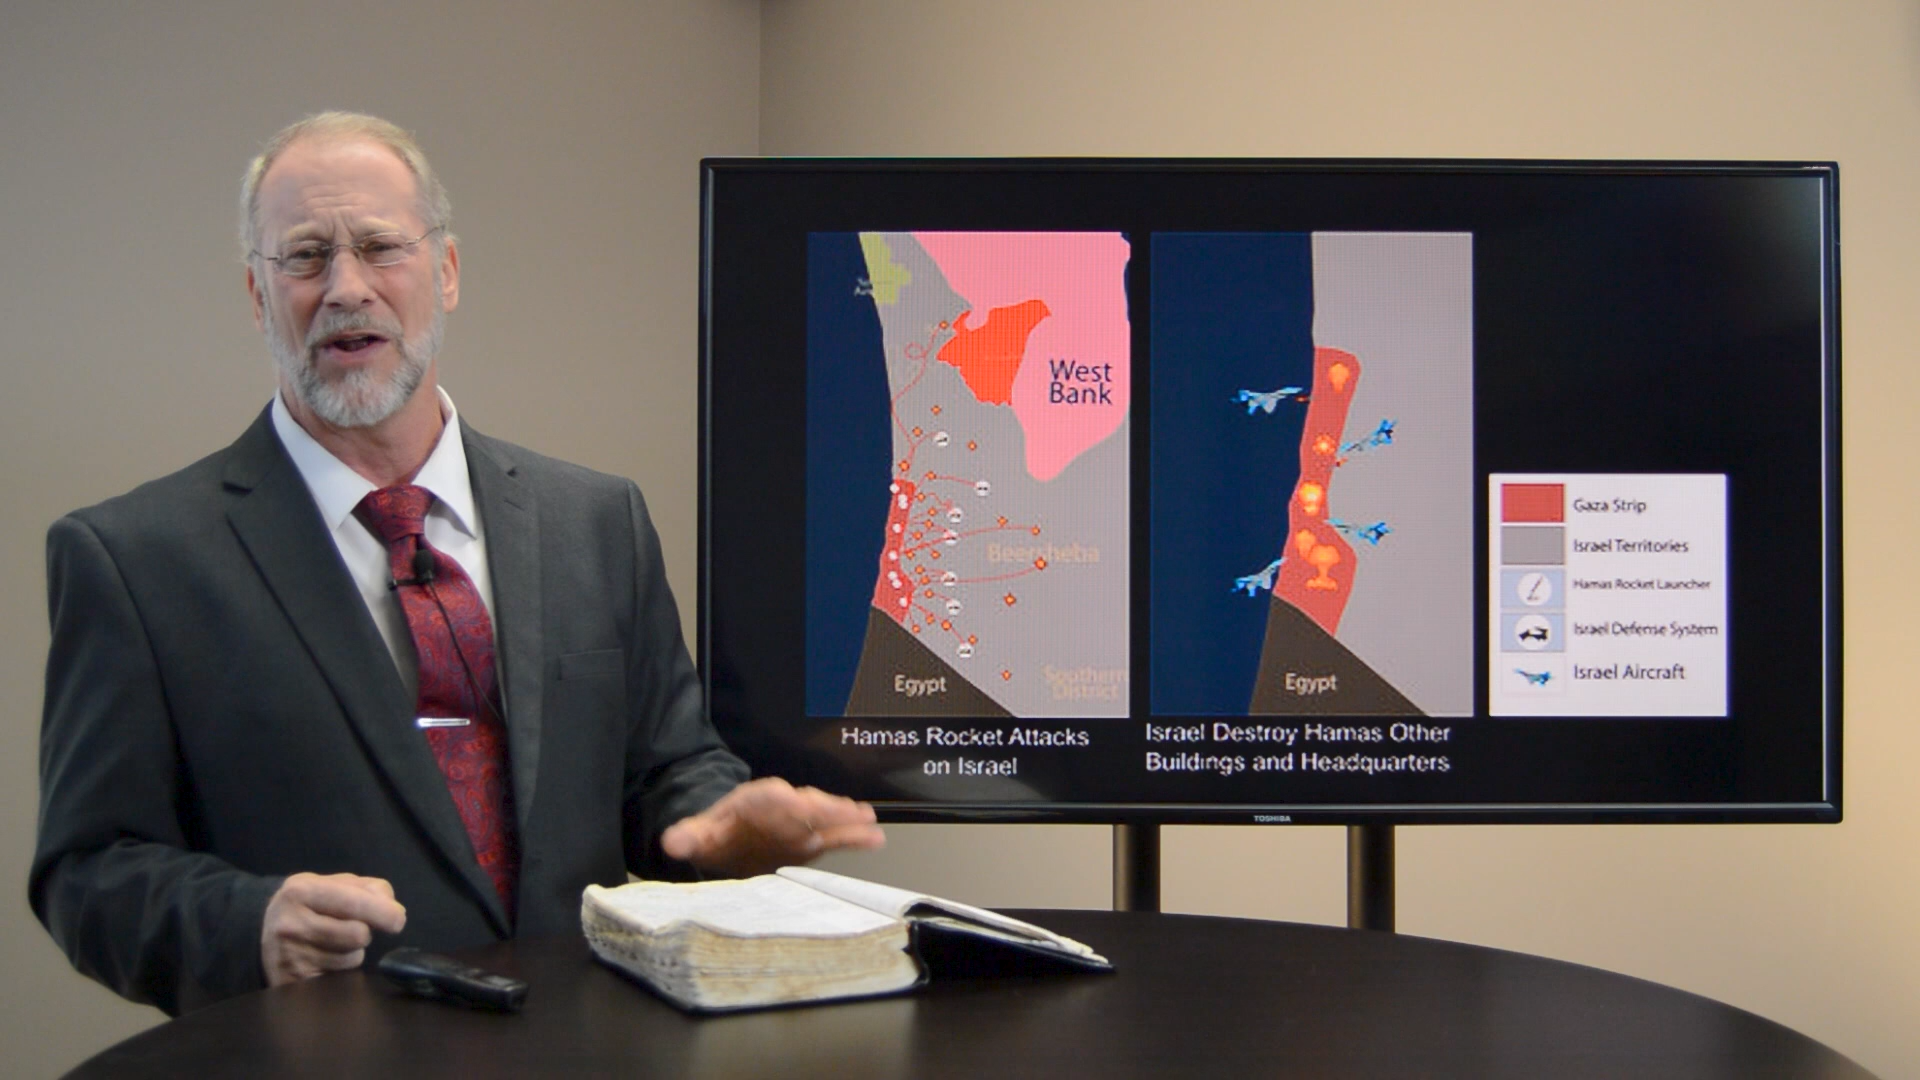 West
Bank
Beersheba
Egypt
Southern
District
Hamas Rocket Attacks
on Israel
Egypt
Israel Destroy Hamas Other
Buildings and Headquarters
Gaza Strip
Israel Territories
Hamas Rocket Launcher
Israel Defense System
Israel Aircraft
TOSHIBA